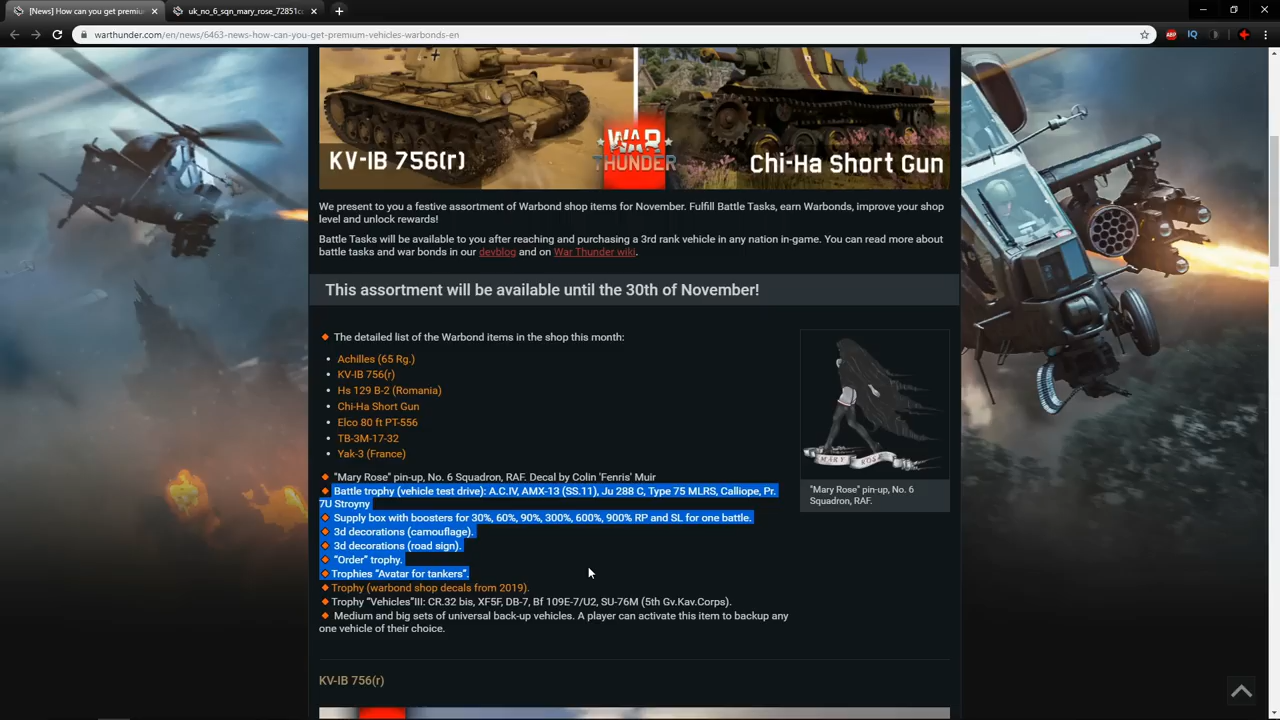 [News] How can you get premiu
uk_no_6_sqn_mary_rose_72851c
warthunder.com/en/news/6463-news-how-can-you-get-premium-vehicles-warbonds-en
ABP
IQ
KV-IB 756(r)
WAR
THUNDER
Chi-Ha Short Gun
We present to you a festive assortment of Warbond shop items for November. Fulfill Battle Tasks, earn Warbonds, improve your shop
level and unlock rewards!
Battle Tasks will be available to you after reaching and purchasing a 3rd rank vehicle in any nation in-game. You can read more about
battle tasks and war bonds in our devblog and on War Thunder wiki.
This assortment will be available until the 30th of November!
The detailed list of the Warbond items in the shop this month:
Achilles (65 Rg.)
KV-IB 756(r)
Hs 129 B-2 (Romania)
Chi-Ha Short Gun
Elco 80 ft PT-556
TB-3M-17-32
Yak-3 (France)
MARY ROSE
"Mary Rose" pin-up, No. 6
Squadron, RAF.
"Mary Rose" pin-up, No. 6 Squadron, RAF. Decal by Colin 'Fenris' Muir
Battle trophy (vehicle test drive): A.C.IV, AMX-13 (SS.11), Ju 288 C, Type 75 MLRS, Calliope, Pr.
7U Stroyny
Supply box with boosters for 30%, 60%, 90%, 300%, 600%, 900% RP and SL for one battle.
3d decorations (camouflage).
3d decorations (road sign).
“Order” trophy.
Trophies “Avatar for tankers”.
Trophy (warbond shop decals from 2019).
Trophy “Vehicles”III: CR.32 bis, XF5F, DB-7, Bf 109E-7/U2, SU-76M (5th Gv.Kav.Corps).
Medium and big sets of universal back-up vehicles. A player can activate this item to backup any
one vehicle of their choice.
KV-IB 756(r)